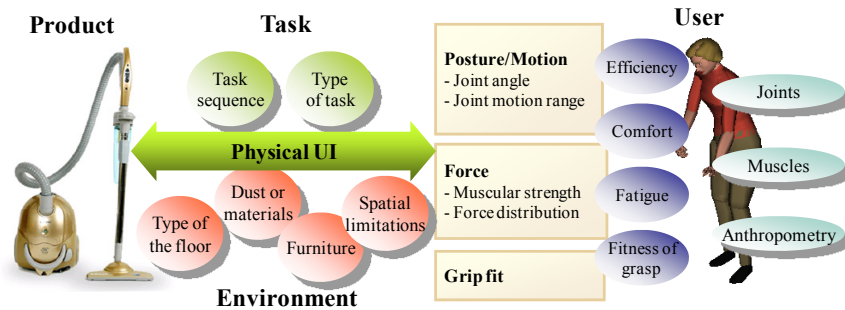 Product
Task
User
Task
sequence
Type
of task
Physical UI
Type of
the floor
Dust or
materials
Furniture
Spatial
limitations
Environment
Posture/Motion
- Joint angle
- Joint motion range
Force
- Muscular strength
- Force distribution
Grip fit
Efficiency
Comfort
Fatigue
Fitness of
grasp
Joints
Muscles
Anthropometry